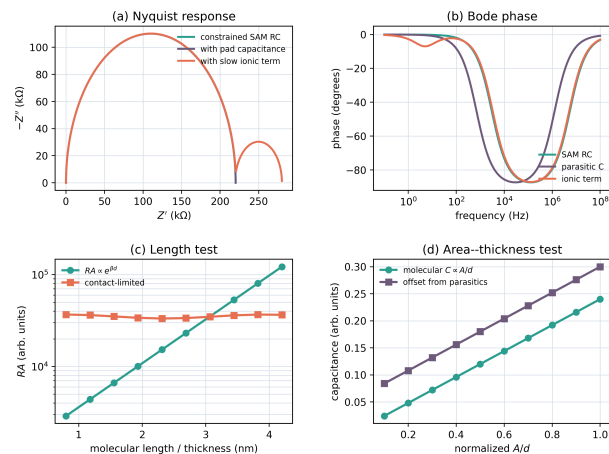 (a) Nyquist response
constrained SAM RC
with pad capacitance
with slow ionic term
100
80
60
40
20
0
−Z″ (kΩ)
0 50 100 150 200 250
Z′ (kΩ)
(b) Bode phase
0
−20
−40
−60
−80
phase (degrees)
SAM RC
parasitic C
ionic term
10⁰ 10² 10⁴ 10⁶ 10⁸
frequency (Hz)
(c) Length test
RA ∝ e^{βd}
contact-limited
10⁵
10⁴
RA (arb. units)
1 2 3 4
molecular length / thickness (nm)
(d) Area--thickness test
molecular C ∝ A/d
offset from parasitics
0.30
0.25
0.20
0.15
0.10
0.05
capacitance (arb. units)
0.2 0.4 0.6 0.8 1.0
normalized A/d